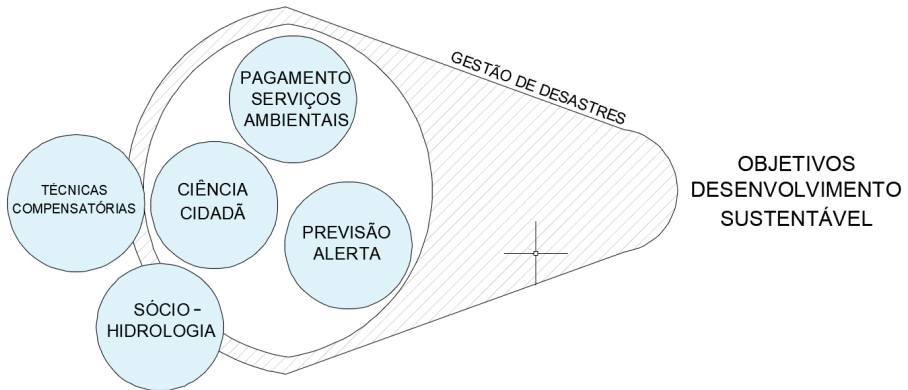 PAGAMENTO
SERVIÇOS
AMBIENTAIS
GESTÃO DE DESASTRES
TÉCNICAS
COMPENSATÓRIAS
CIÊNCIA
CIDADÃ
PREVISÃO
ALERTA
SÓCIO -
HIDROLOGIA
OBJETIVOS
DESENVOLVIMENTO
SUSTENTÁVEL